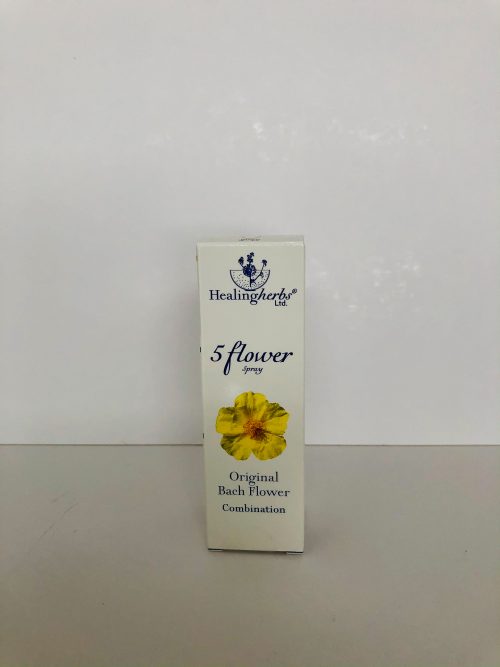 Healingherbs®
Ltd.
5 flower
Spray
Original
Bach Flower
Combination